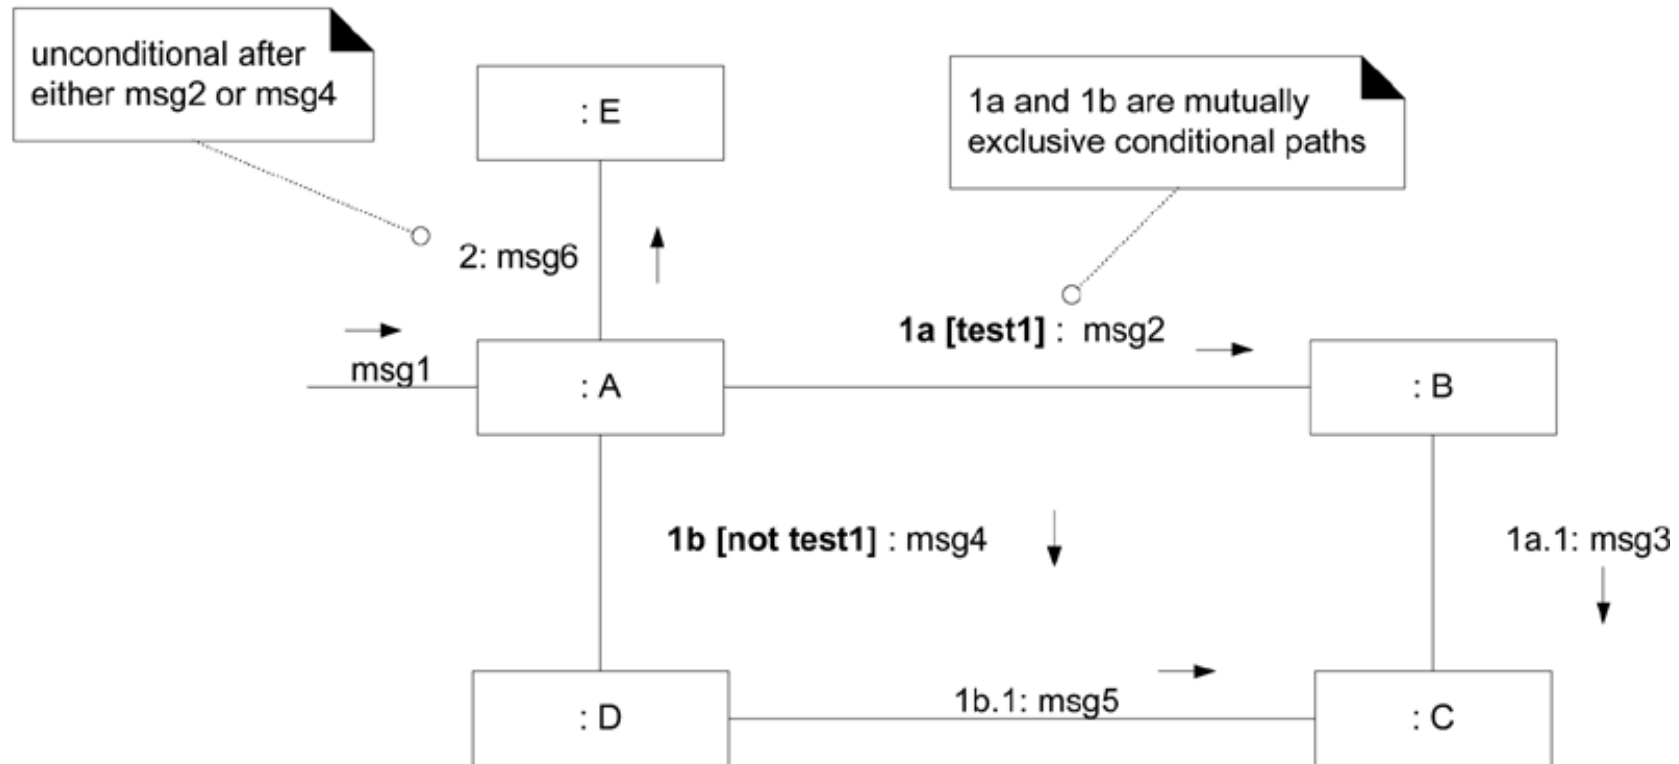 unconditional after
either msg2 or msg4
: E
1a and 1b are mutually
exclusive conditional paths
2: msg6
1a [test1] : msg2
msg1
: A
: B
1b [not test1] : msg4
1a.1: msg3
1b.1: msg5
: D
: C